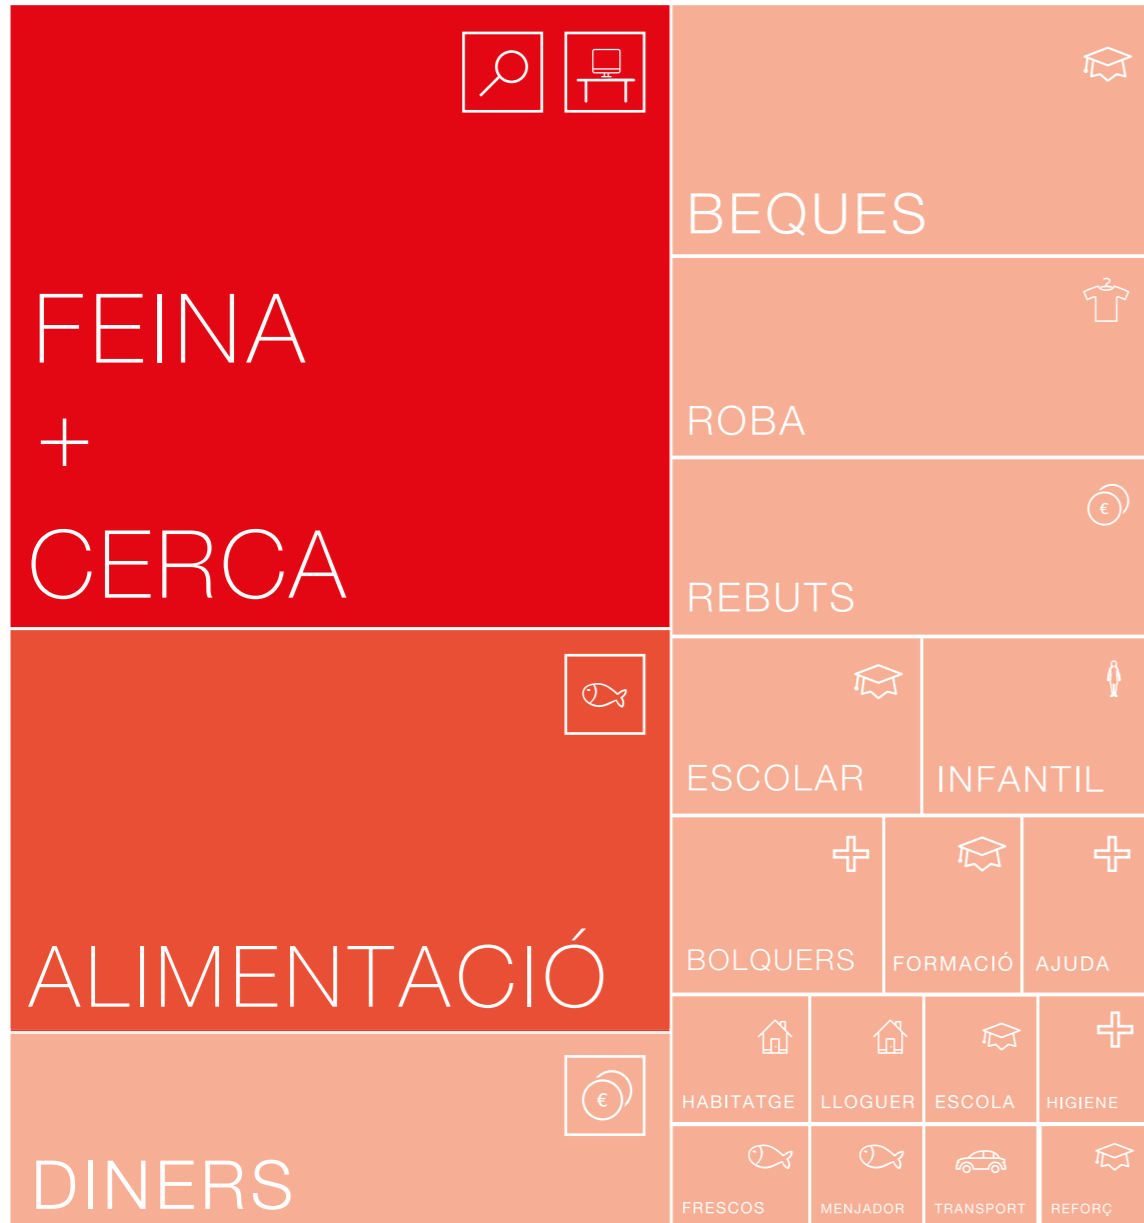 FEINA
+
CERCA
ALIMENTACIÓ
€
DINERS
BEQUES
ROBA
€
REBUTS
ESCOLAR
INFANTIL
BOLQUERS
FORMACIÓ
AJUDA
HABITATGE
LLOGUER
ESCOLA
HIGIENE
FRESCOS
MENJADOR
TRANSPORT
REFORÇ